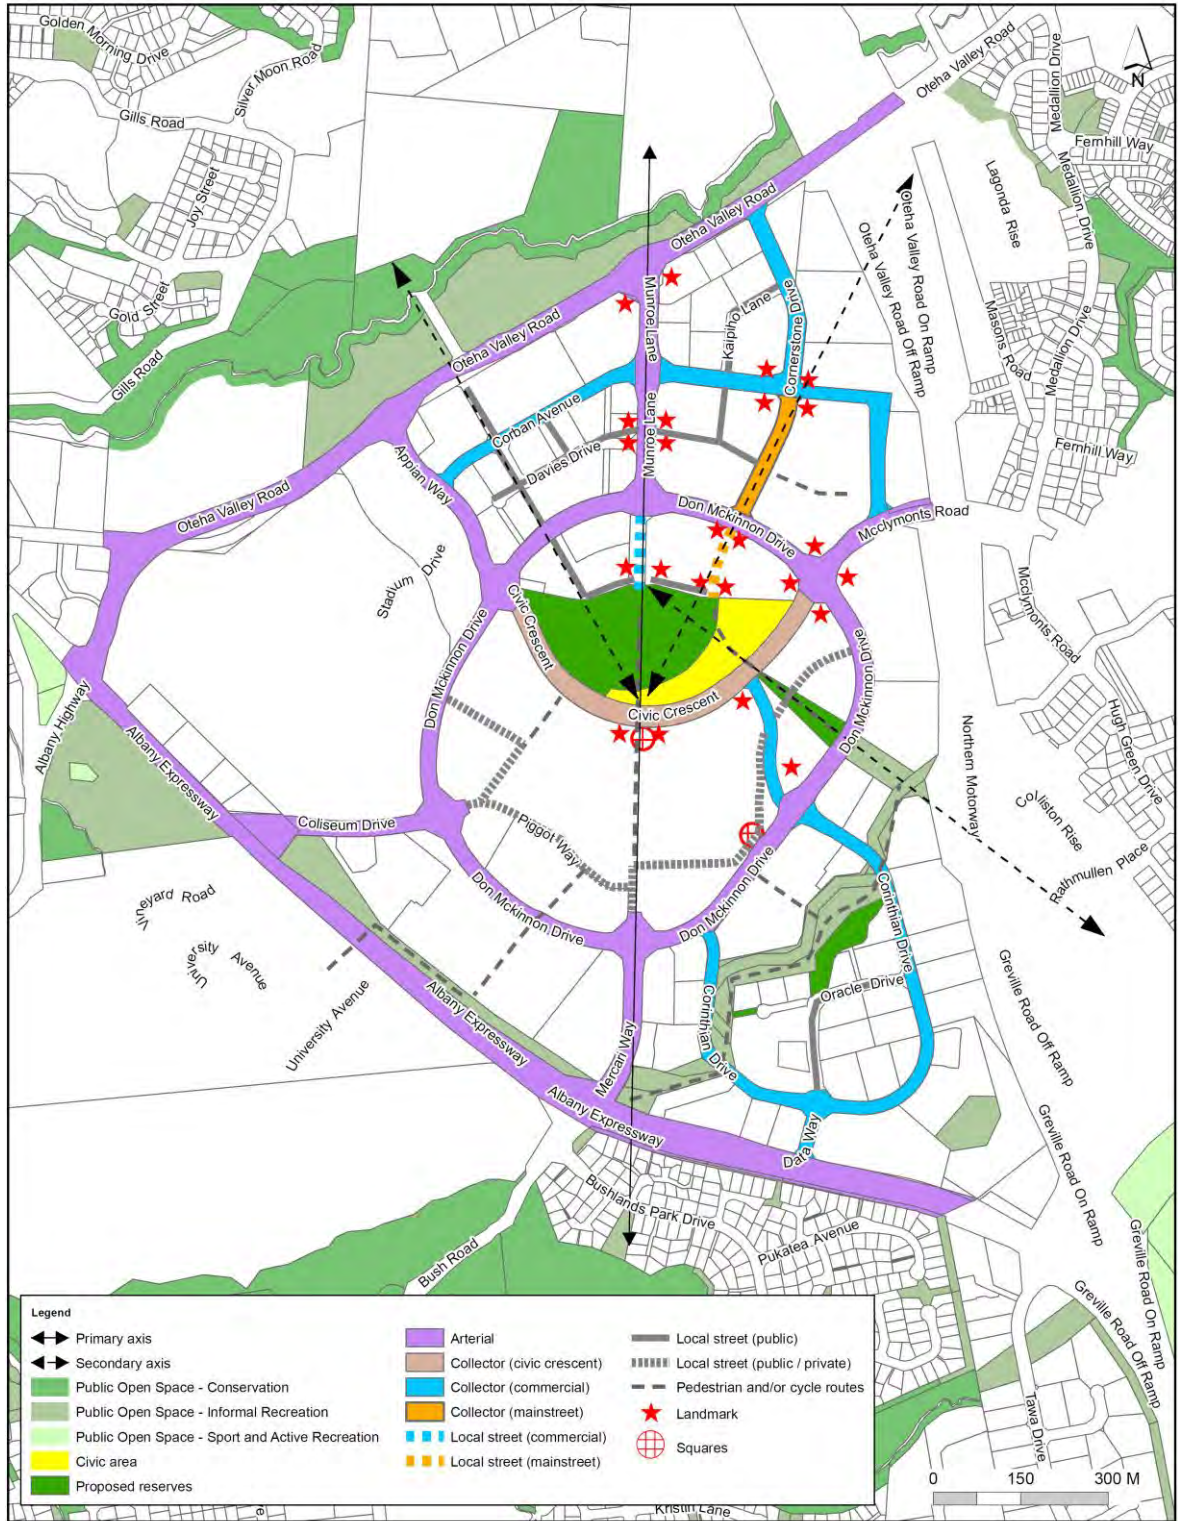 Golden Morning Drive
Silver Moon Road
Gills Road
Joy Street
Gold Street
Gills Road
Oteha Valley Road
Medallion Drive
N
Fernhill Way
Medallion Drive
Lagonda Rise
Oteha Valley Road
Oteha Valley Road On Ramp
Oteha Valley Road Off Ramp
Masons Road
Medallion Drive
Fernhill Way
Munroe Lane
Kaipiho Lane
Cornerstone Drive
Oteha Valley Road
Corban Avenue
Munroe Lane
Davies Drive
Appian Way
Oteha Valley Road
Don Mckinnon Drive
Mcclymonts Road
Stadium Drive
Civic Crescent
Mcclymonts Road
Don Mckinnon Drive
Don Mckinnon Drive
Civic Crescent
Don Mckinnon
Albany Highway
Albany Expressway
Northern Motorway
Hugh Green Drive
Colliston Rise
Rathmullen Place
Coliseum Drive
Piggot Way
Vineyard Road
University Avenue
Don Mckinnon Drive
Don Mckinnon Drive
Corinthian Drive
University Avenue
Albany Expressway
Oracle Drive
Corinthian Drive
Mercari Way
Albany Expressway
Data Way
Greville Road Off Ramp
Greville Road On Ramp
Bushlands Park Drive
Pukatea Avenue
Bush Road
Greville Road On Ramp
Greville Road Off Ramp
Tawa Drive
Legend
Primary axis
Secondary axis
Public Open Space - Conservation
Public Open Space - Informal Recreation
Public Open Space - Sport and Active Recreation
Civic area
Proposed reserves
Arterial
Collector (civic crescent)
Collector (commercial)
Collector (mainstreet)
Local street (commercial)
Local street (mainstreet)
Local street (public)
Local street (public / private)
Pedestrian and/or cycle routes
Landmark
Squares
0 150 300 M
Kristin Lane